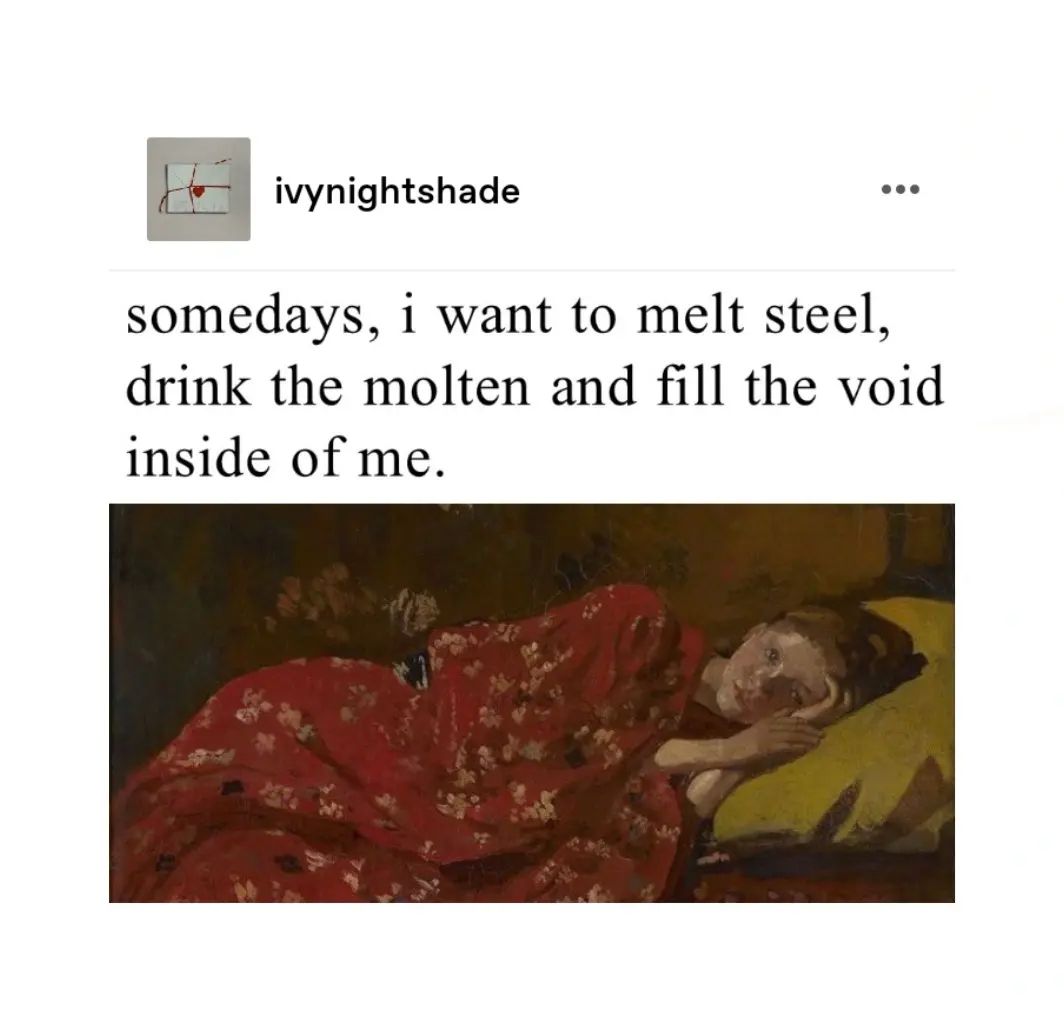 ivynightshade
somedays, i want to melt steel,
drink the molten and fill the void
inside of me.